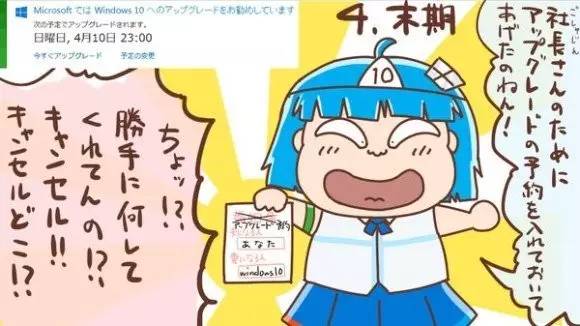 Microsoft では Windows 10 へのアップグレードをお勧めしています
次の予定でアップグレードされます。
日曜日, 4月10日 23:00
今すぐアップグレード 予定の変更
4. 末期
社長さんのために
アップグレードの予約を入れておいて
あげたのねん!
10
ちょッ!?
勝手に何して
くれてんの!?
キャンセル!!
キャンセルどこ!?
アップグレード
あなた
妻になる人
windows10